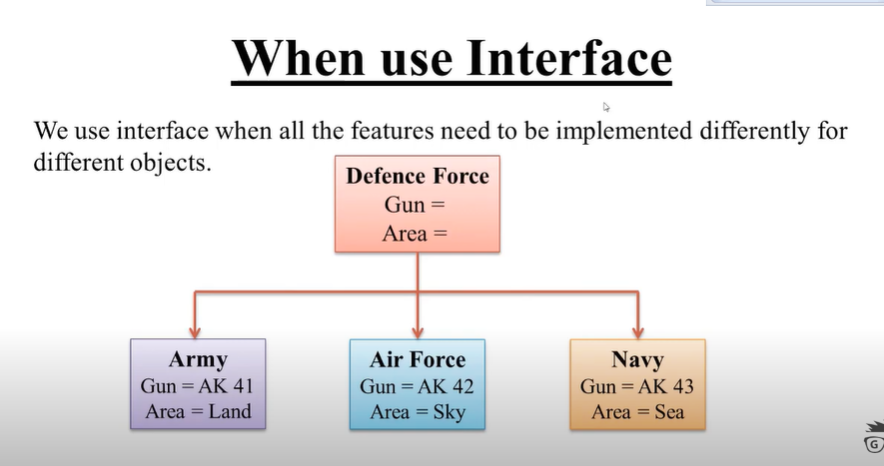 When use Interface
We use interface when all the features need to be implemented differently for
different objects.
Defence Force
Gun =
Area =
Army
Gun = AK 41
Area = Land
Air Force
Gun = AK 42
Area = Sky
Navy
Gun = AK 43
Area = Sea
G